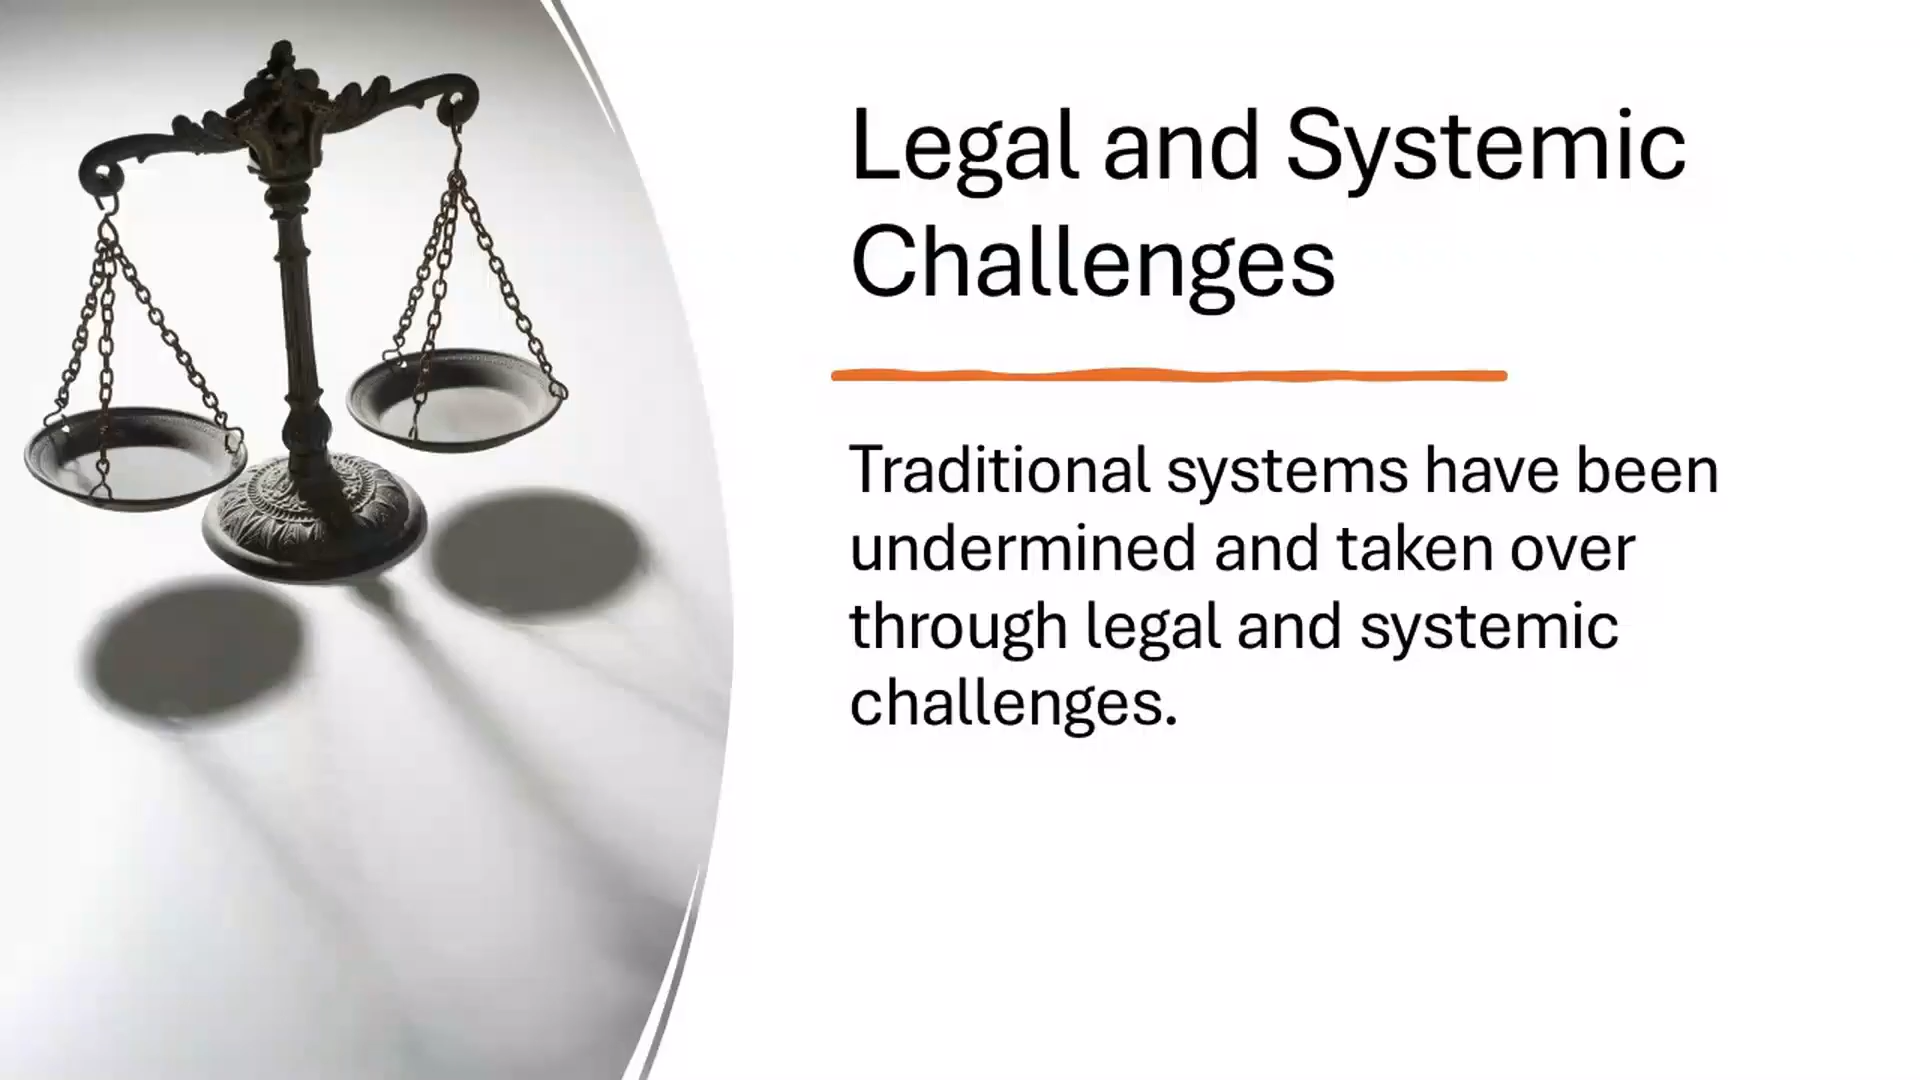 Legal and Systemic
Challenges
Traditional systems have been
undermined and taken over
through legal and systemic
challenges.